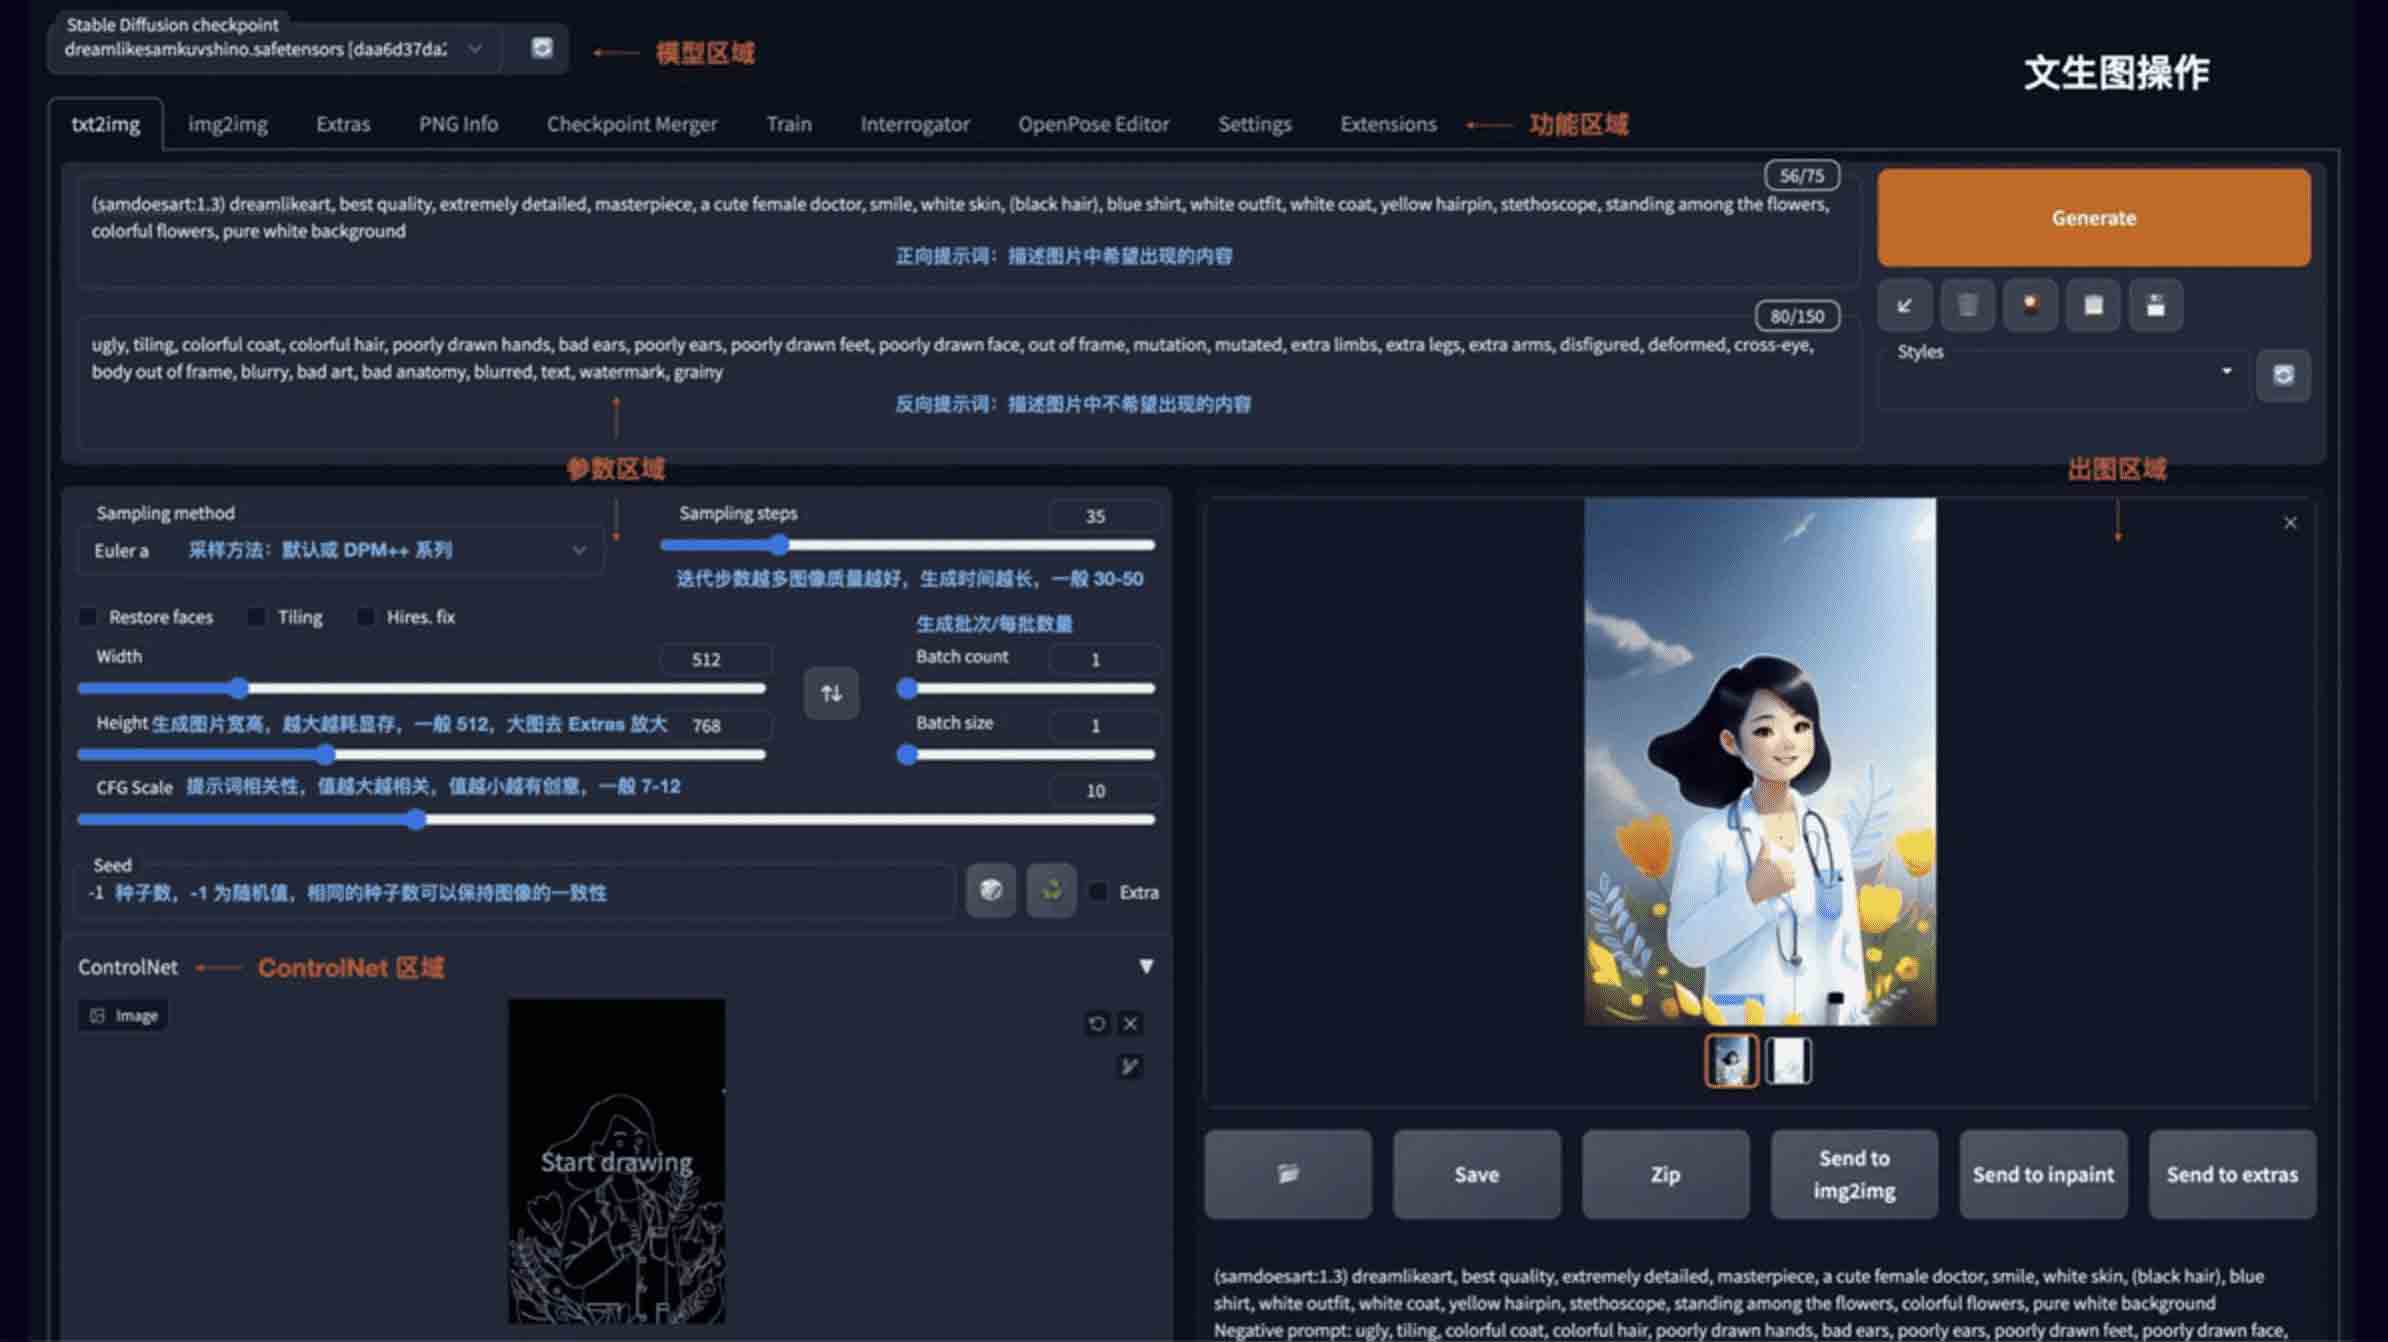 Stable Diffusion checkpoint
dreamlikesamkuvshino.safetensors [daa6d37da2
模型区域
文生图操作
txt2img img2img Extras PNG Info Checkpoint Merger Train Interrogator OpenPose Editor Settings Extensions 功能区域
56/75
(samdoesart:1.3) dreamlikeart, best quality, extremely detailed, masterpiece, a cute female doctor, smile, white skin, (black hair), blue shirt, white outfit, white coat, yellow hairpin, stethoscope, standing among the flowers,
colorful flowers, pure white background
正向提示词：描述图片中希望出现的内容
Generate
80/150
ugly, tiling, colorful coat, colorful hair, poorly drawn hands, bad ears, poorly ears, poorly drawn feet, poorly drawn face, out of frame, mutation, mutated, extra limbs, extra legs, extra arms, disfigured, deformed, cross-eye,
body out of frame, blurry, bad art, bad anatomy, blurred, text, watermark, grainy
反向提示词：描述图片中不希望出现的内容
Styles
参数区域
出图区域
Sampling method
Euler a 采样方法：默认或 DPM++ 系列
Sampling steps 35
迭代步数越多图像质量越好，生成时间越长，一般 30-50
Restore faces Tiling Hires. fix
生成批次/每批数量
Width 512
Batch count 1
Height 生成图片宽高，越大越耗显存，一般 512，大图去 Extras 放大 768
Batch size 1
CFG Scale 提示词相关性，值越大越相关，值越小越有创意，一般 7-12 10
Seed
-1 种子数，-1 为随机值，相同的种子数可以保持图像的一致性
Extra
ControlNet ControlNet 区域
Image
Start drawing
Save Zip Send to img2img Send to inpaint Send to extras
(samdoesart:1.3) dreamlikeart, best quality, extremely detailed, masterpiece, a cute female doctor, smile, white skin, (black hair), blue
shirt, white outfit, white coat, yellow hairpin, stethoscope, standing among the flowers, colorful flowers, pure white background
Negative prompt: ugly, tiling, colorful coat, colorful hair, poorly drawn hands, bad ears, poorly ears, poorly drawn feet, poorly drawn face,